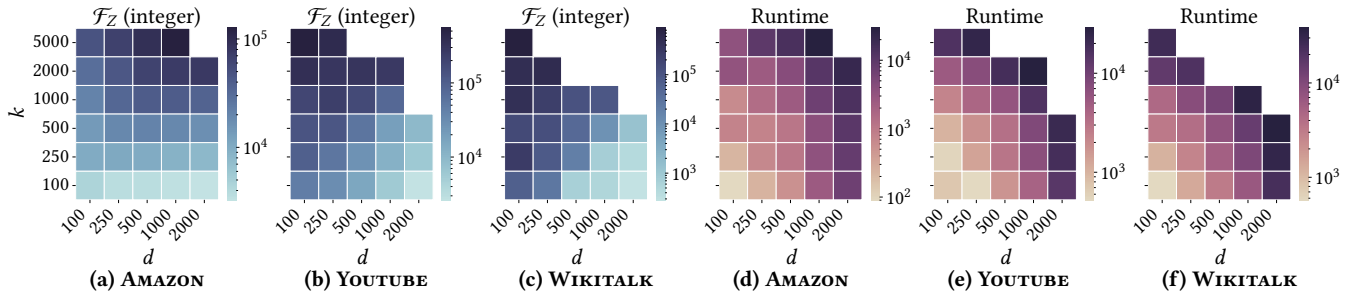 ℱ_Z (integer)
ℱ_Z (integer)
ℱ_Z (integer)
Runtime
Runtime
Runtime
k
5000
2000
1000
500
250
100
10^5
10^4
10^5
10^4
10^5
10^4
10^3
10^4
10^3
10^2
10^4
10^3
10^4
10^3
100 250 500 1000 2000
100 250 500 1000 2000
100 250 500 1000 2000
100 250 500 1000 2000
100 250 500 1000 2000
100 250 500 1000 2000
d
d
d
d
d
d
(a) AMAZON
(b) YOUTUBE
(c) WIKITALK
(d) AMAZON
(e) YOUTUBE
(f) WIKITALK